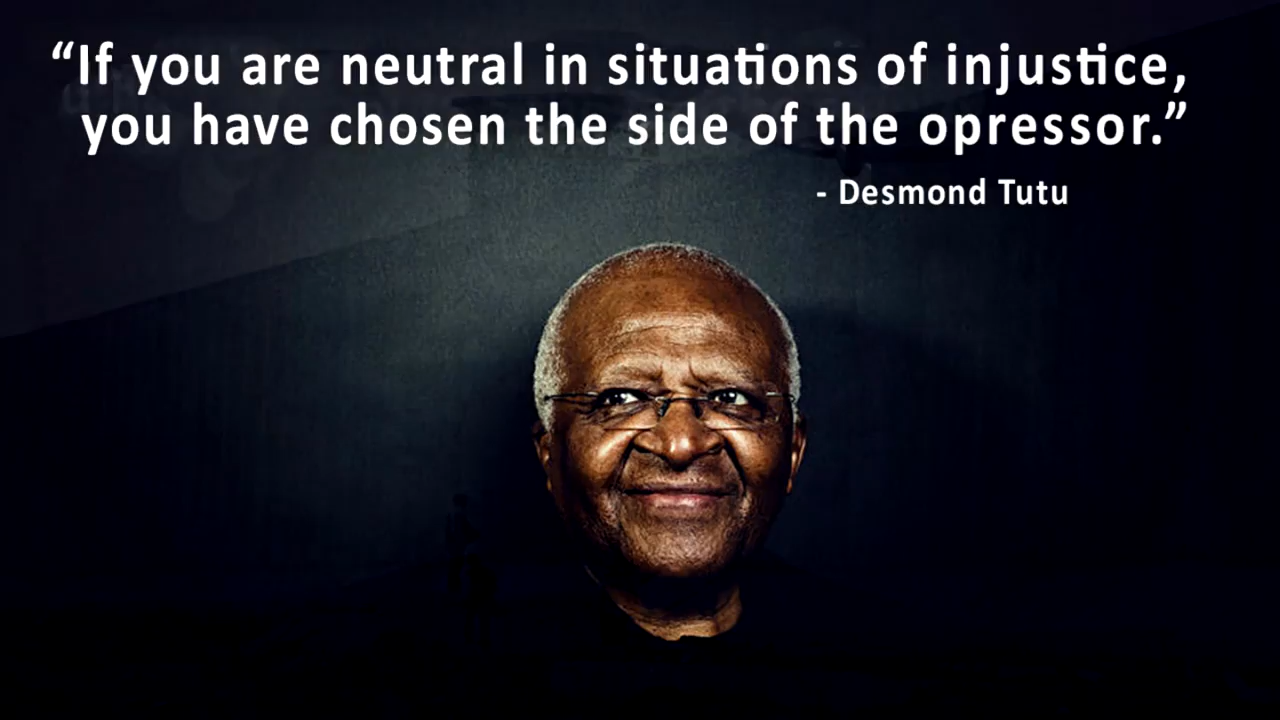 “If you are neutral in situations of injustice,
you have chosen the side of the opressor.”
- Desmond Tutu